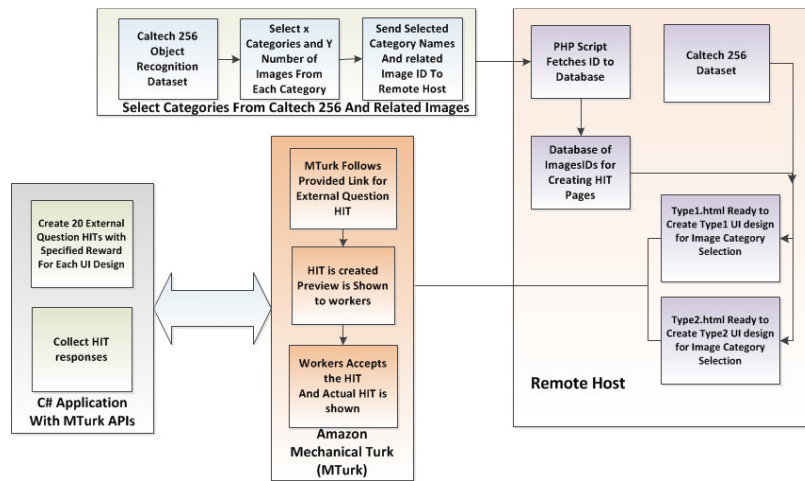 Caltech 256
Object
Recognition
Dataset
Select x
Categories and Y
Number of
Images From
Each Category
Send Selected
Category Names
And related
Image ID To
Remote Host
Select Categories From Caltech 256 And Related Images
PHP Script
Fetches ID to
Database
Caltech 256
Dataset
Database of
ImagesIDs for
Creating HIT
Pages
Type1.html Ready to
Create Type1 UI design
for Image Category
Selection
Type2.html Ready to
Create Type2 UI design
for Image Category
Selection
Remote Host
MTurk Follows
Provided Link for
External Question
HIT
HIT is created
Preview is Shown
to workers
Workers Accepts
the HIT
And Actual HIT is
shown
Amazon
Mechanical Turk
(MTurk)
Create 20 External
Question HITs with
Specified Reward
For Each UI Design
Collect HIT
responses
C# Application
With MTurk APIs